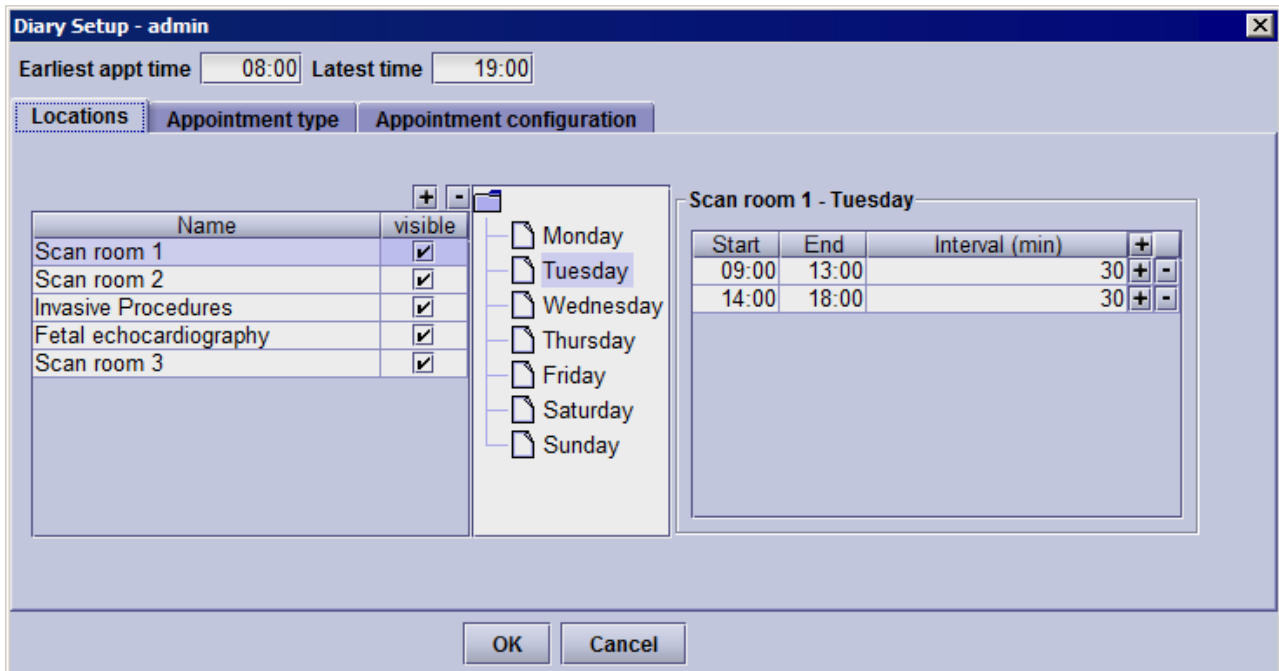 Diary Setup - admin
Earliest appt time 08:00 Latest time 19:00
Locations Appointment type Appointment configuration
+ -
Name visible
Scan room 1
Scan room 2
Invasive Procedures
Fetal echocardiography
Scan room 3
Monday
Tuesday
Wednesday
Thursday
Friday
Saturday
Sunday
Scan room 1 - Tuesday
Start End Interval (min) +
09:00 13:00 30 + -
14:00 18:00 30 + -
OK Cancel